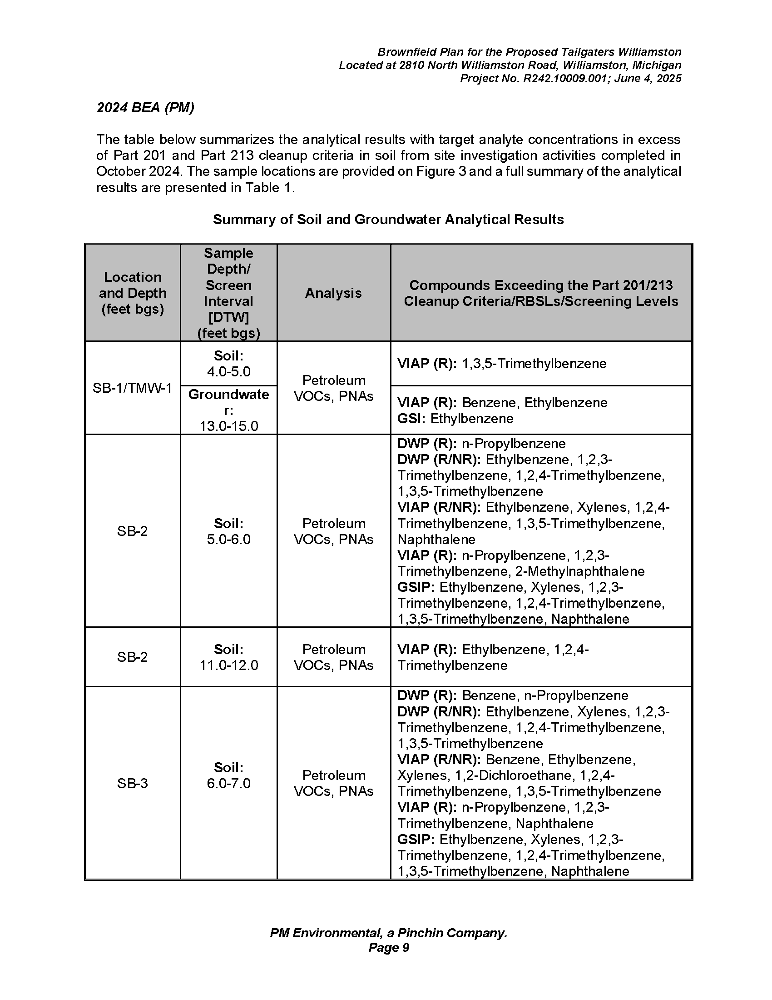 Brownfield Plan for the Proposed Tailgaters Williamston
Located at 2810 North Williamston Road, Williamston, Michigan
Project No. R242.10009.001; June 4, 2025
2024 BEA (PM)
The table below summarizes the analytical results with target analyte concentrations in excess
of Part 201 and Part 213 cleanup criteria in soil from site investigation activities completed in
October 2024. The sample locations are provided on Figure 3 and a full summary of the analytical
results are presented in Table 1.
Summary of Soil and Groundwater Analytical Results
Location
and Depth
(feet bgs)
Sample
Depth/
Screen
Interval
[DTW]
(feet bgs)
Analysis
Compounds Exceeding the Part 201/213
Cleanup Criteria/RBSLs/Screening Levels
SB-1/TMW-1
Soil:
4.0-5.0
Petroleum
VOCs, PNAs
VIAP (R): 1,3,5-Trimethylbenzene
Groundwate
r:
13.0-15.0
VIAP (R): Benzene, Ethylbenzene
GSI: Ethylbenzene
SB-2
Soil:
5.0-6.0
Petroleum
VOCs, PNAs
DWP (R): n-Propylbenzene
DWP (R/NR): Ethylbenzene, 1,2,3-
Trimethylbenzene, 1,2,4-Trimethylbenzene,
1,3,5-Trimethylbenzene
VIAP (R/NR): Ethylbenzene, Xylenes, 1,2,4-
Trimethylbenzene, 1,3,5-Trimethylbenzene,
Naphthalene
VIAP (R): n-Propylbenzene, 1,2,3-
Trimethylbenzene, 2-Methylnaphthalene
GSIP: Ethylbenzene, Xylenes, 1,2,3-
Trimethylbenzene, 1,2,4-Trimethylbenzene,
1,3,5-Trimethylbenzene, Naphthalene
SB-2
Soil:
11.0-12.0
Petroleum
VOCs, PNAs
VIAP (R): Ethylbenzene, 1,2,4-
Trimethylbenzene
SB-3
Soil:
6.0-7.0
Petroleum
VOCs, PNAs
DWP (R): Benzene, n-Propylbenzene
DWP (R/NR): Ethylbenzene, Xylenes, 1,2,3-
Trimethylbenzene, 1,2,4-Trimethylbenzene,
1,3,5-Trimethylbenzene
VIAP (R/NR): Benzene, Ethylbenzene,
Xylenes, 1,2-Dichloroethane, 1,2,4-
Trimethylbenzene, 1,3,5-Trimethylbenzene
VIAP (R): n-Propylbenzene, 1,2,3-
Trimethylbenzene, Naphthalene
GSIP: Ethylbenzene, Xylenes, 1,2,3-
Trimethylbenzene, 1,2,4-Trimethylbenzene,
1,3,5-Trimethylbenzene, Naphthalene
PM Environmental, a Pinchin Company.
Page 9